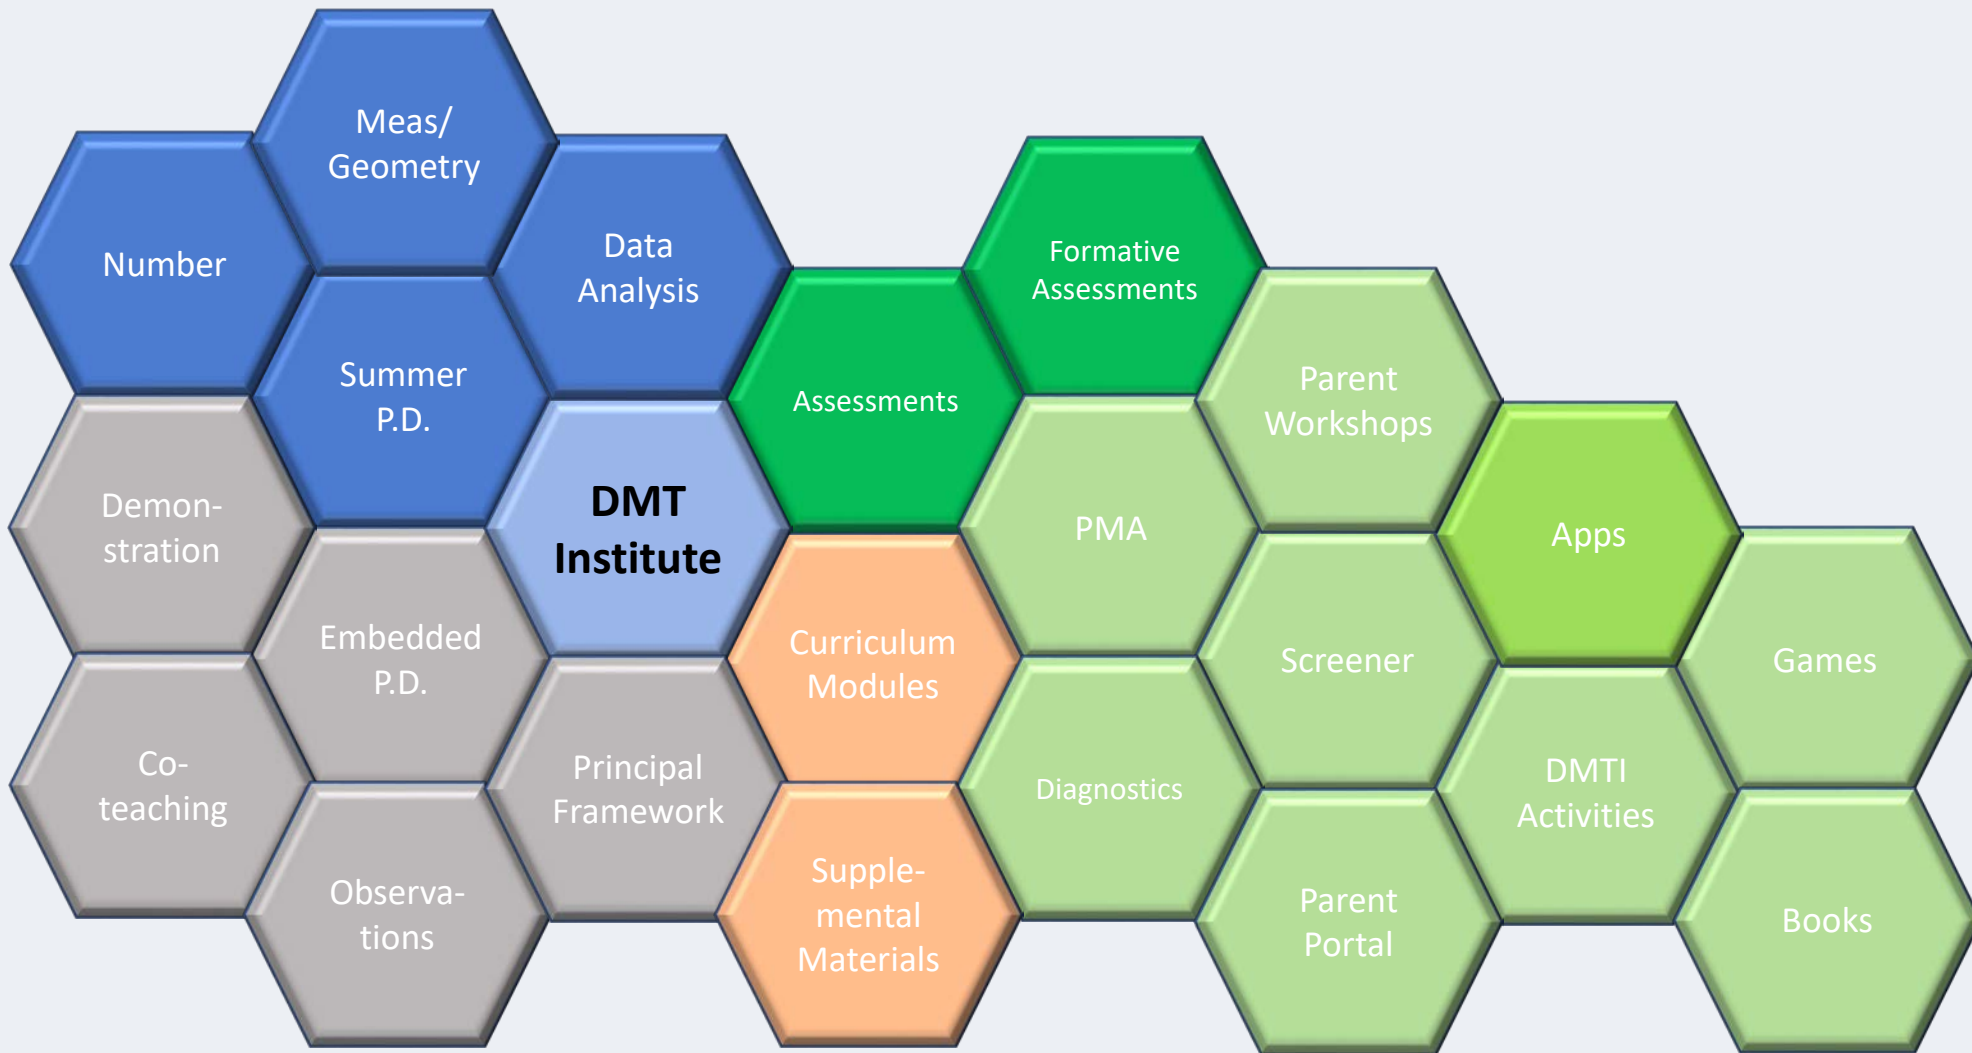 Meas/
Geometry
Number
Data
Analysis
Summer
P.D.
Formative
Assessments
Assessments
Parent
Workshops
Demon-
stration
DMT
Institute
PMA
Apps
Embedded
P.D.
Curriculum
Modules
Screener
Games
Co-
teaching
Principal
Framework
Diagnostics
DMTI
Activities
Observa-
tions
Supple-
mental
Materials
Parent
Portal
Books